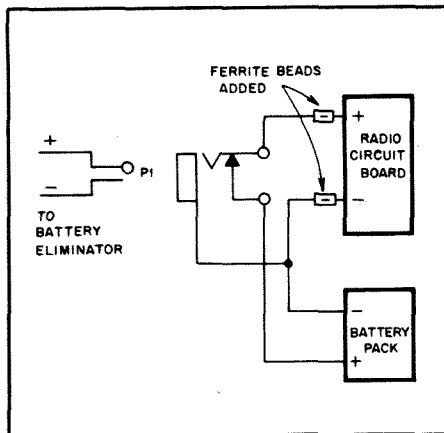 FERRITE BEADS
ADDED
+
RADIO
CIRCUIT
BOARD
−
+
P1
−
TO
BATTERY
ELIMINATOR
−
BATTERY
PACK
+